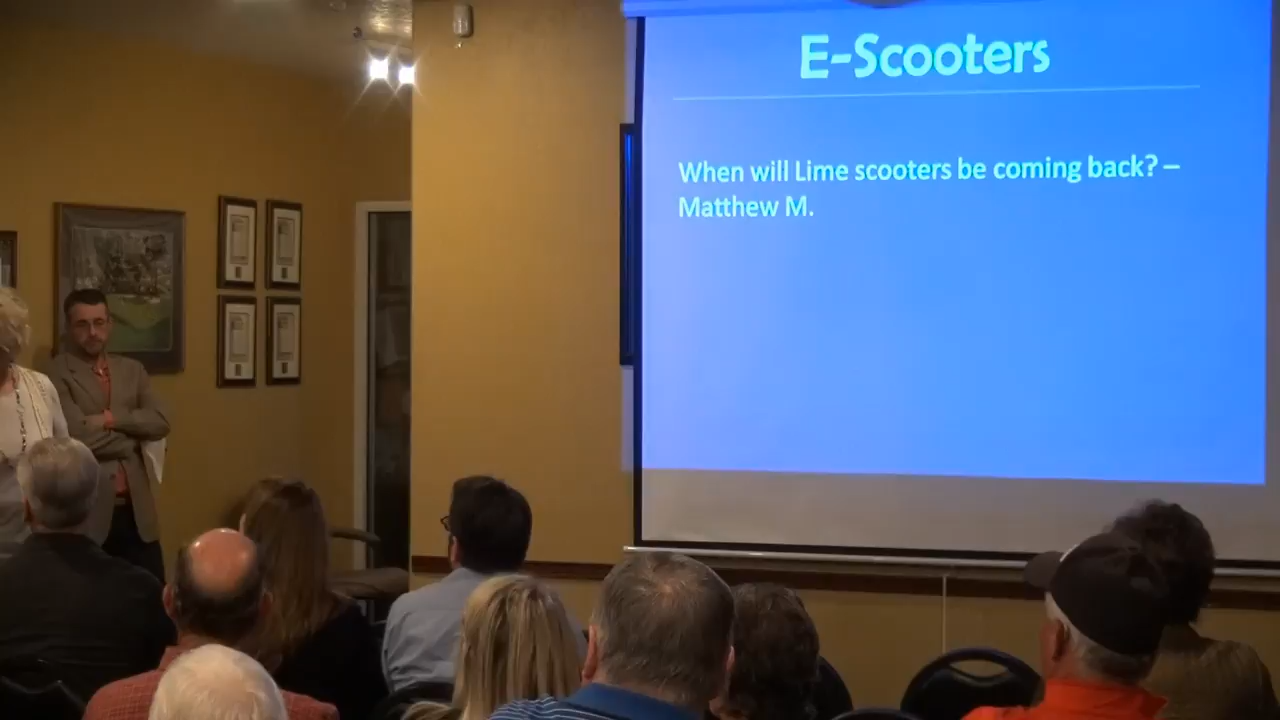 E-Scooters
When will Lime scooters be coming back? –
Matthew M.